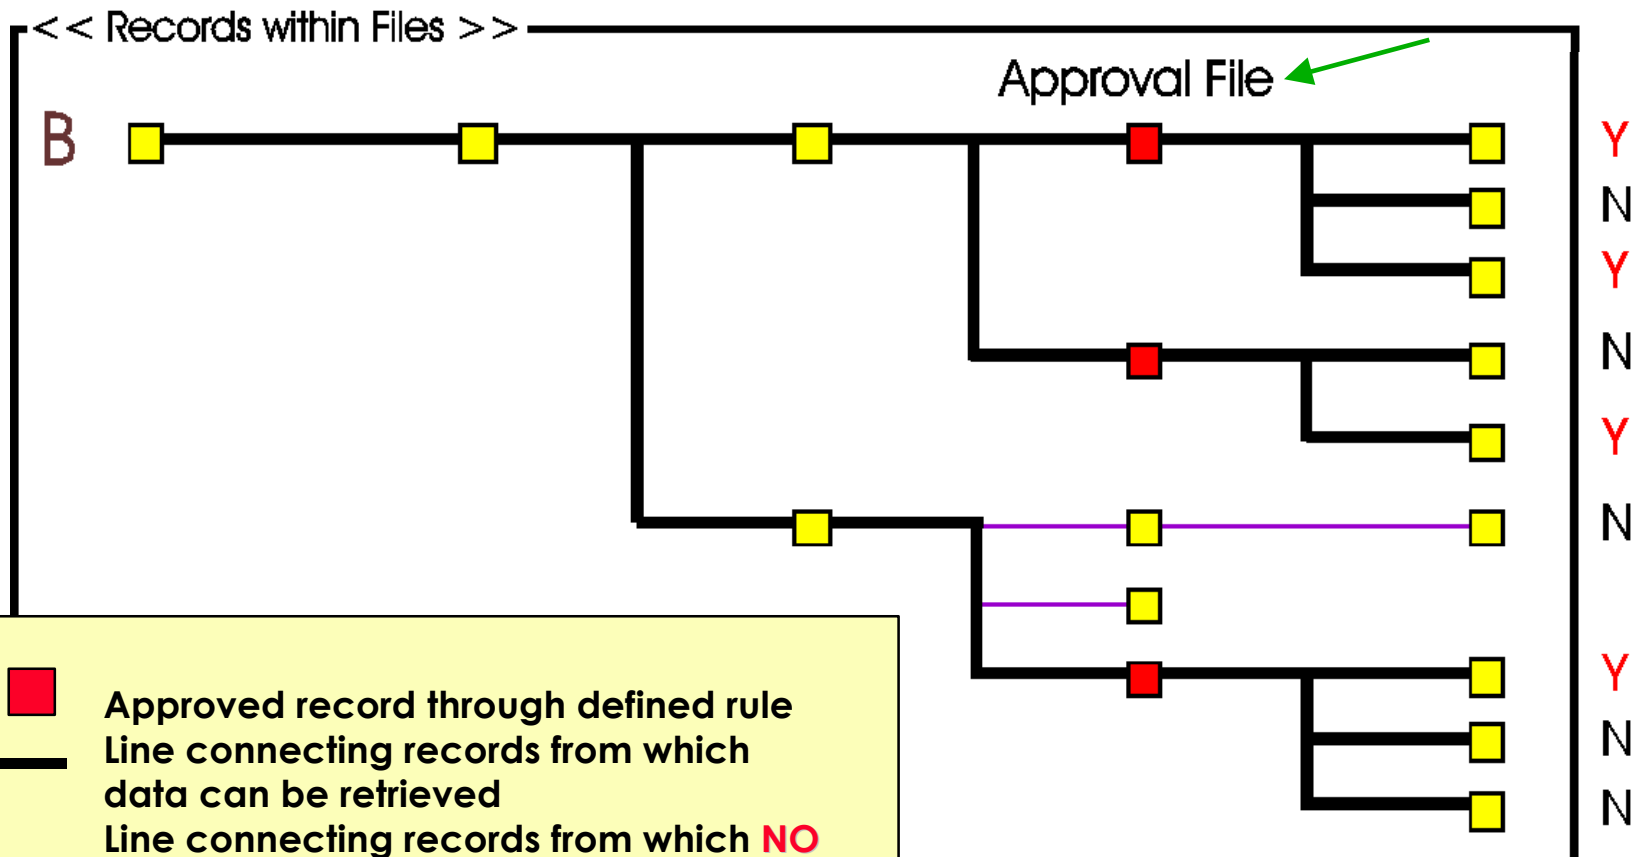 << Records within Files >>
Approval File
B
Y
N
Y
N
Y
N
Y
N
N
Approved record through defined rule
Line connecting records from which
data can be retrieved
Line connecting records from which NO